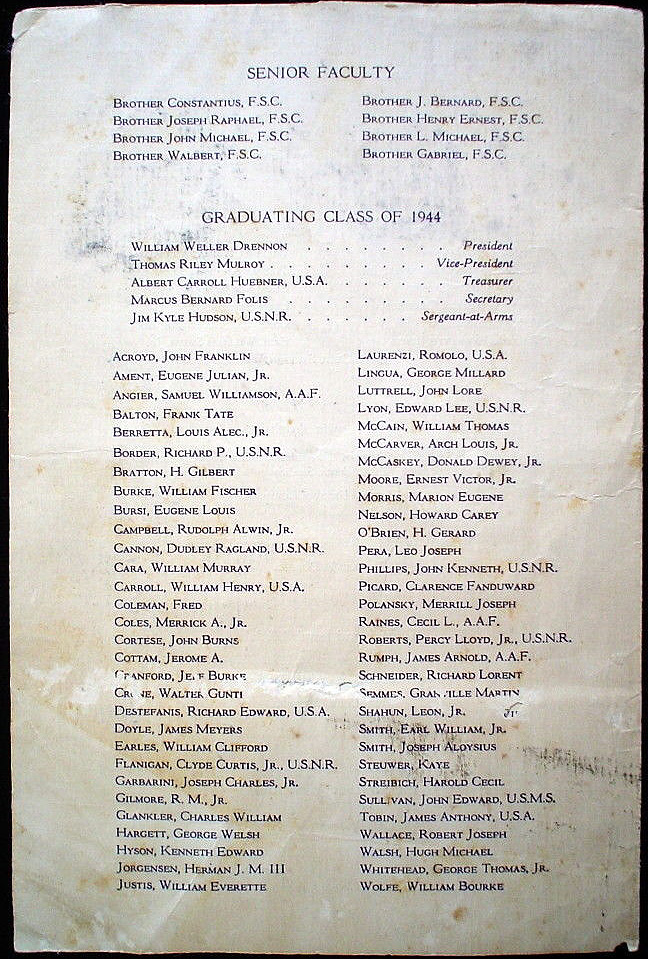 SENIOR FACULTY
BROTHER CONSTANTIUS, F.S.C.
BROTHER JOSEPH RAPHAEL, F.S.C.
BROTHER JOHN MICHAEL, F.S.C.
BROTHER WALBERT, F.S.C.
BROTHER J. BERNARD, F.S.C.
BROTHER HENRY ERNEST, F.S.C.
BROTHER L. MICHAEL, F.S.C.
BROTHER GABRIEL, F.S.C.
GRADUATING CLASS OF 1944
WILLIAM WELLER DRENNON . . . . . . . . President
THOMAS RILEY MULROY . . . . . . . . . Vice-President
ALBERT CARROLL HUEBNER, U.S.A. . . . . . . Treasurer
MARCUS BERNARD FOLIS . . . . . . . . . Secretary
JIM KYLE HUDSON, U.S.N.R. . . . . . . . Sergeant-at-Arms
ACROYD, JOHN FRANKLIN
AMENT, EUGENE JULIAN, JR.
ANGIER, SAMUEL WILLIAMSON, A.A.F.
BALTON, FRANK TATE
BERRETTA, LOUIS ALEC., JR.
BORDER, RICHARD P., U.S.N.R.
BRATTON, H. GILBERT
BURKE, WILLIAM FISCHER
BURSI, EUGENE LOUIS
CAMPBELL, RUDOLPH ALWIN, JR.
CANNON, DUDLEY RAGLAND, U.S.N.R.
CARA, WILLIAM MURRAY
CARROLL, WILLIAM HENRY, U.S.A.
COLEMAN, FRED
COLES, MERRICK A., JR.
CORTESE, JOHN BURNS
COTTAM, JEROME A.
CRANFORD, BURKE
WALTER
DESTEFANIS, RICHARD EDWARD, U.S.A.
DOYLE, JAMES MEYERS
EARLES, WILLIAM CLIFFORD
FLANIGAN, CLYDE CURTIS, JR., U.S.N.R.
GARBARINI, JOSEPH CHARLES, JR.
GILMORE, R. M., JR.
GLANKLER, CHARLES WILLIAM
HARGETT, GEORGE WELSH
HYSON, KENNETH EDWARD
JORGENSEN, HERMAN J. M. III
JUSTIS, WILLIAM EVERETTE
LAURENZI, ROMOLO, U.S.A.
LINGUA, GEORGE MILLARD
LUTTRELL, JOHN LORE
LYON, EDWARD LEE, U.S.N.R.
MCCAIN, WILLIAM THOMAS
MCCARVER, ARCH LOUIS, JR.
MCCASKEY, DONALD DEWEY, JR.
MOORE, ERNEST VICTOR, JR.
MORRIS, MARION EUGENE
NELSON, HOWARD CAREY
O'BRIEN, H. GERARD
PERA, LEO JOSEPH
PHILLIPS, JOHN KENNETH, U.S.N.R.
PICARD, CLARENCE FANDUWARD
POLANSKY, MERRILL JOSEPH
RAINES, CECIL L., A.A.F.
ROBERTS, PERCY LLOYD, JR., U.S.N.R.
RUMPH, JAMES ARNOLD, A.A.F.
SCHNEIDER, RICHARD LORENT
SEMMES, GRANVILLE MARTIN
SHAHUN, LEON, JR.
SMITH, EARL WILLIAM, JR.
SMITH, JOSEPH ALOYSIUS
STEUWER, KAYE
STREIBICH, HAROLD CECIL
SULLIVAN, JOHN EDWARD, U.S.M.S.
TOBIN, JAMES ANTHONY, U.S.A.
WALLACE, ROBERT JOSEPH
WALSH, HUGH MICHAEL
WHITEHEAD, GEORGE THOMAS, JR.
WOLFE, WILLIAM BOURKE